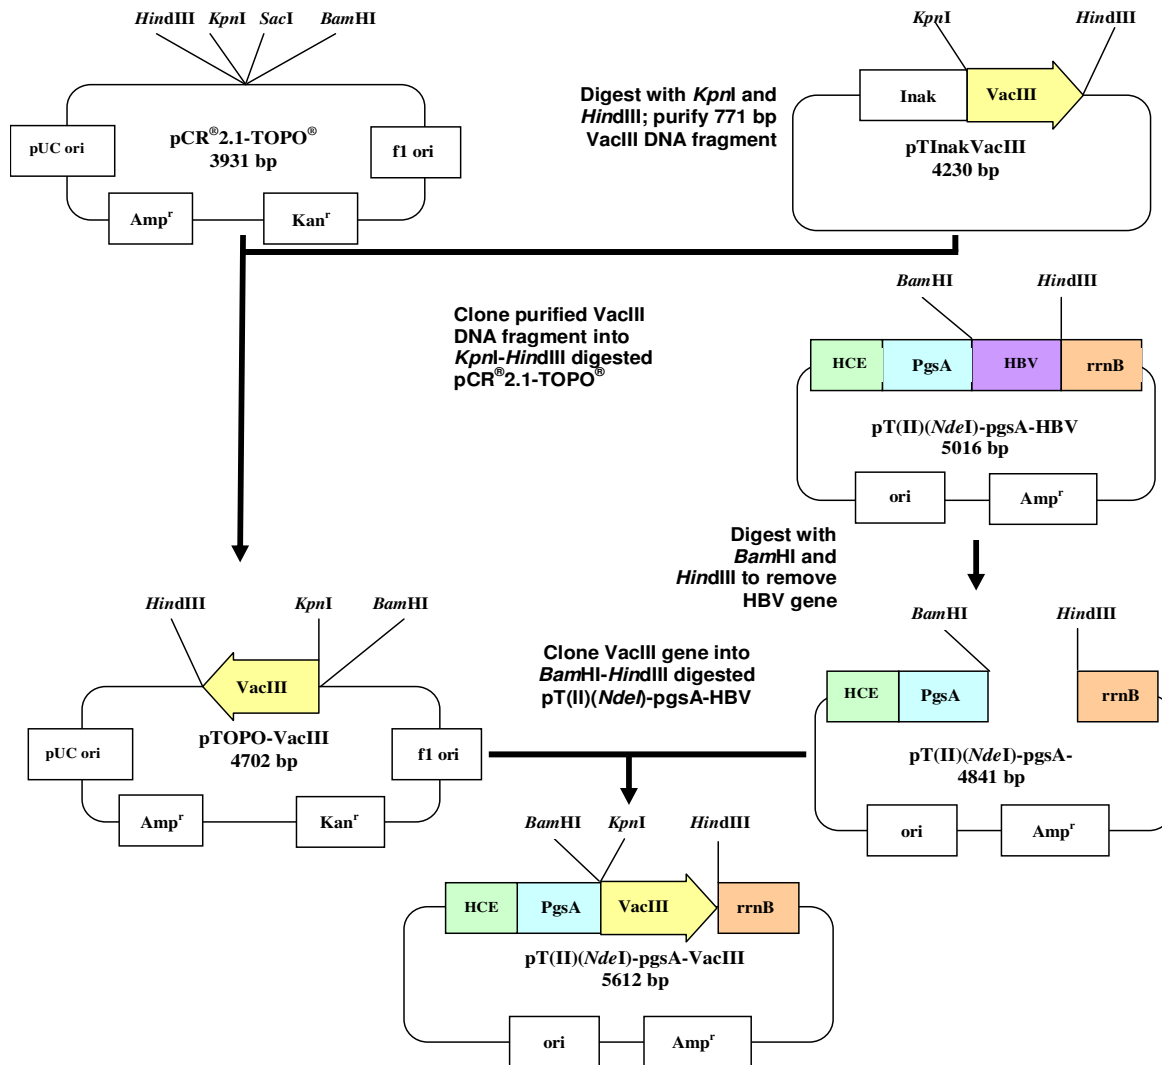 HindIII KpnI SacI BamHI
pCR®2.1-TOPO®
3931 bp
pUC ori
f1 ori
Ampʳ
Kanʳ
Digest with KpnI and
HindIII; purify 771 bp
VacIII DNA fragment
KpnI HindIII
Inak VacIII
pTInakVacIII
4230 bp
Clone purified VacIII
DNA fragment into
KpnI-HindIII digested
pCR®2.1-TOPO®
BamHI HindIII
HCE PgsA HBV rrnB
pT(II)(NdeI)-pgsA-HBV
5016 bp
ori Ampʳ
Digest with
BamHI and
HindIII to remove
HBV gene
HindIII KpnI BamHI
VacIII
pTOPO-VacIII
4702 bp
pUC ori
f1 ori
Ampʳ
Kanʳ
Clone VacIII gene into
BamHI-HindIII digested
pT(II)(NdeI)-pgsA-HBV
BamHI HindIII
HCE PgsA rrnB
pT(II)(NdeI)-pgsA-
4841 bp
ori Ampʳ
BamHI KpnI HindIII
HCE PgsA VacIII rrnB
pT(II)(NdeI)-pgsA-VacIII
5612 bp
ori Ampʳ